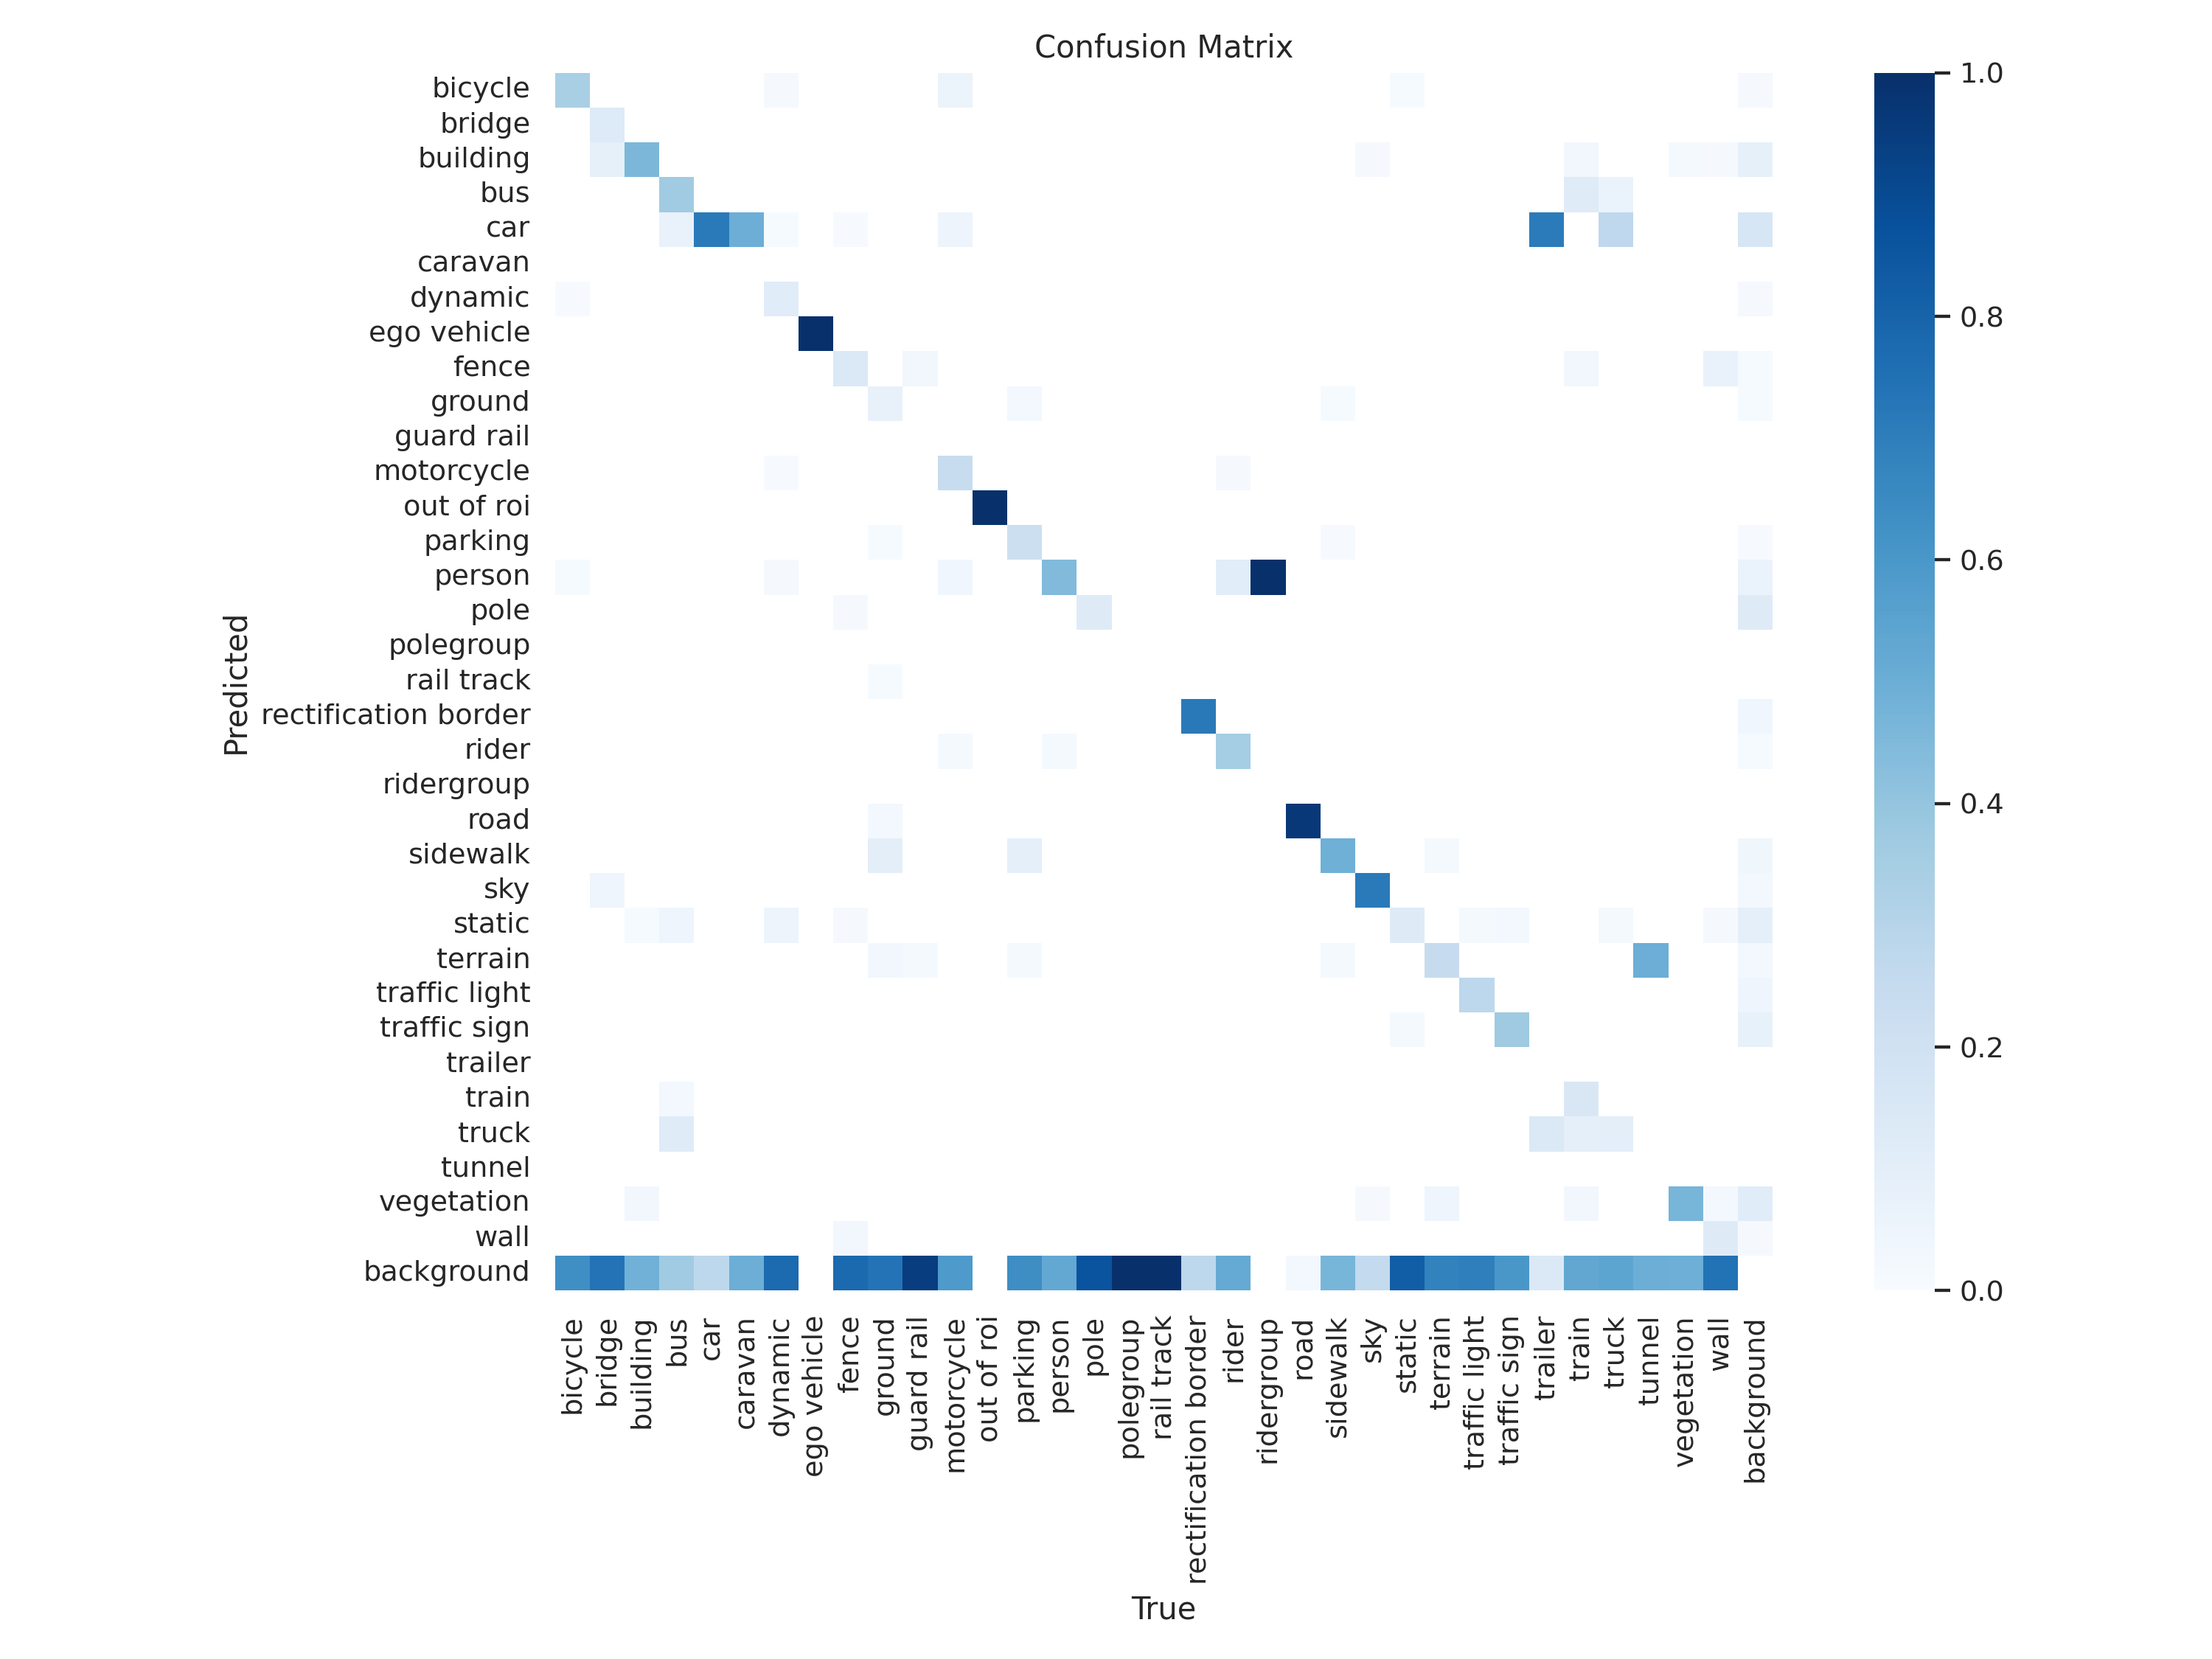 Confusion Matrix
bicycle
bridge
building
bus
car
caravan
dynamic
ego vehicle
fence
ground
guard rail
motorcycle
out of roi
parking
person
pole
polegroup
rail track
rectification border
rider
ridergroup
road
sidewalk
sky
static
terrain
traffic light
traffic sign
trailer
train
truck
tunnel
vegetation
wall
background
Predicted
bicycle
bridge
building
bus
car
caravan
dynamic
ego vehicle
fence
ground
guard rail
motorcycle
out of roi
parking
person
pole
polegroup
rail track
rectification border
rider
ridergroup
road
sidewalk
sky
static
terrain
traffic light
traffic sign
trailer
train
truck
tunnel
vegetation
wall
background
True
1.0
0.8
0.6
0.4
0.2
0.0